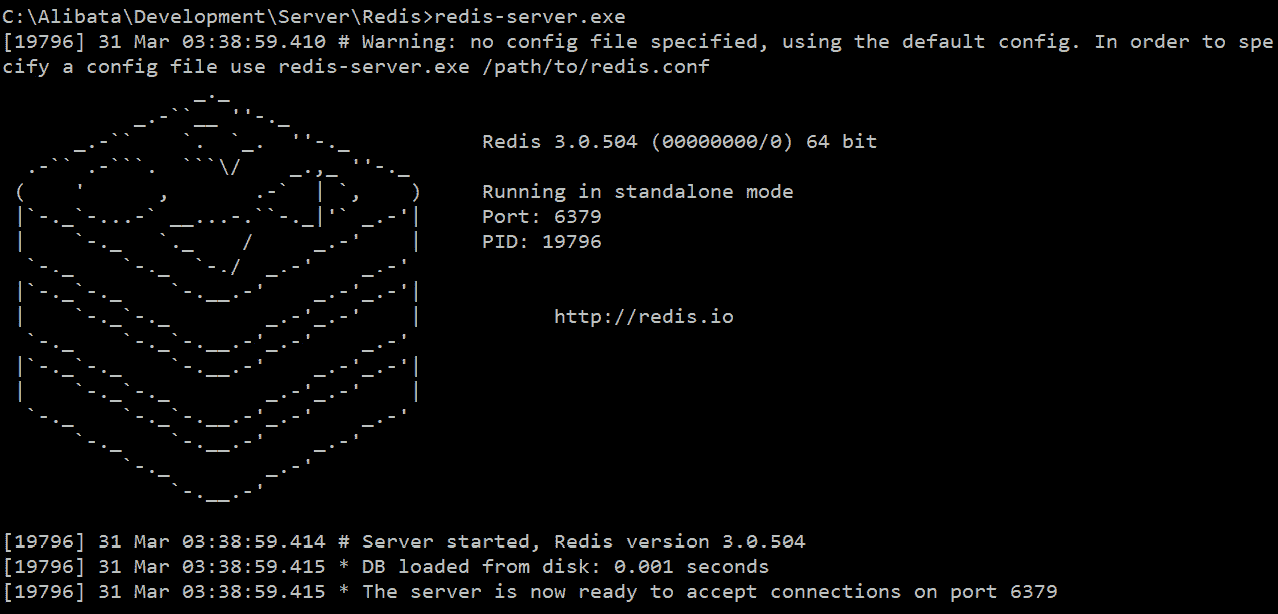 C:\Alibata\Development\Server\Redis>redis-server.exe
[19796] 31 Mar 03:38:59.410 # Warning: no config file specified, using the default config. In order to spe
cify a config file use redis-server.exe /path/to/redis.conf
Redis 3.0.504 (00000000/0) 64 bit
Running in standalone mode
Port: 6379
PID: 19796
http://redis.io
[19796] 31 Mar 03:38:59.414 # Server started, Redis version 3.0.504
[19796] 31 Mar 03:38:59.415 * DB loaded from disk: 0.001 seconds
[19796] 31 Mar 03:38:59.415 * The server is now ready to accept connections on port 6379